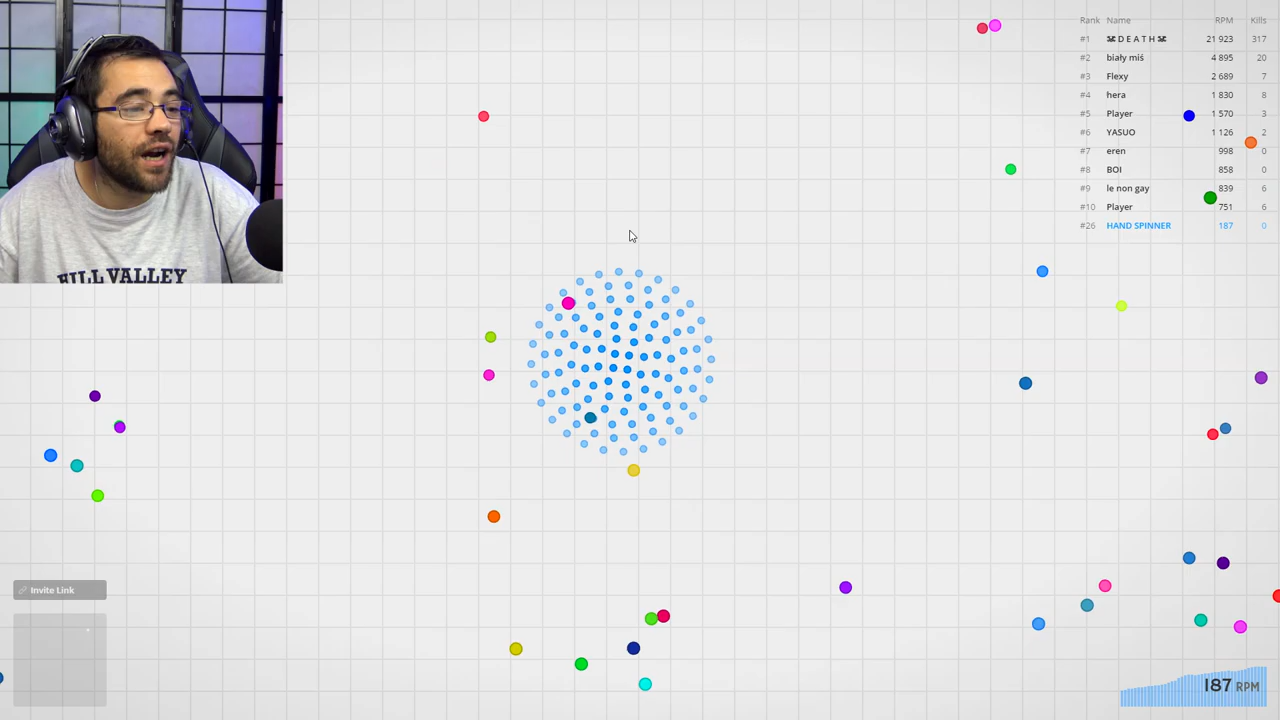 HILL VALLEY
Rank Name RPM Kills
#1 ☠ D E A T H ☠ 21 923 317
#2 biały miś 4 895 20
#3 Flexy 2 689 7
#4 hera 1 830 8
#5 Player 1 570 3
#6 YASUO 1 126 2
#7 eren 998 0
#8 BOI 858 0
#9 le non gay 839 6
#10 Player 751 6
#26 HAND SPINNER 187 0
Invite Link
187 RPM